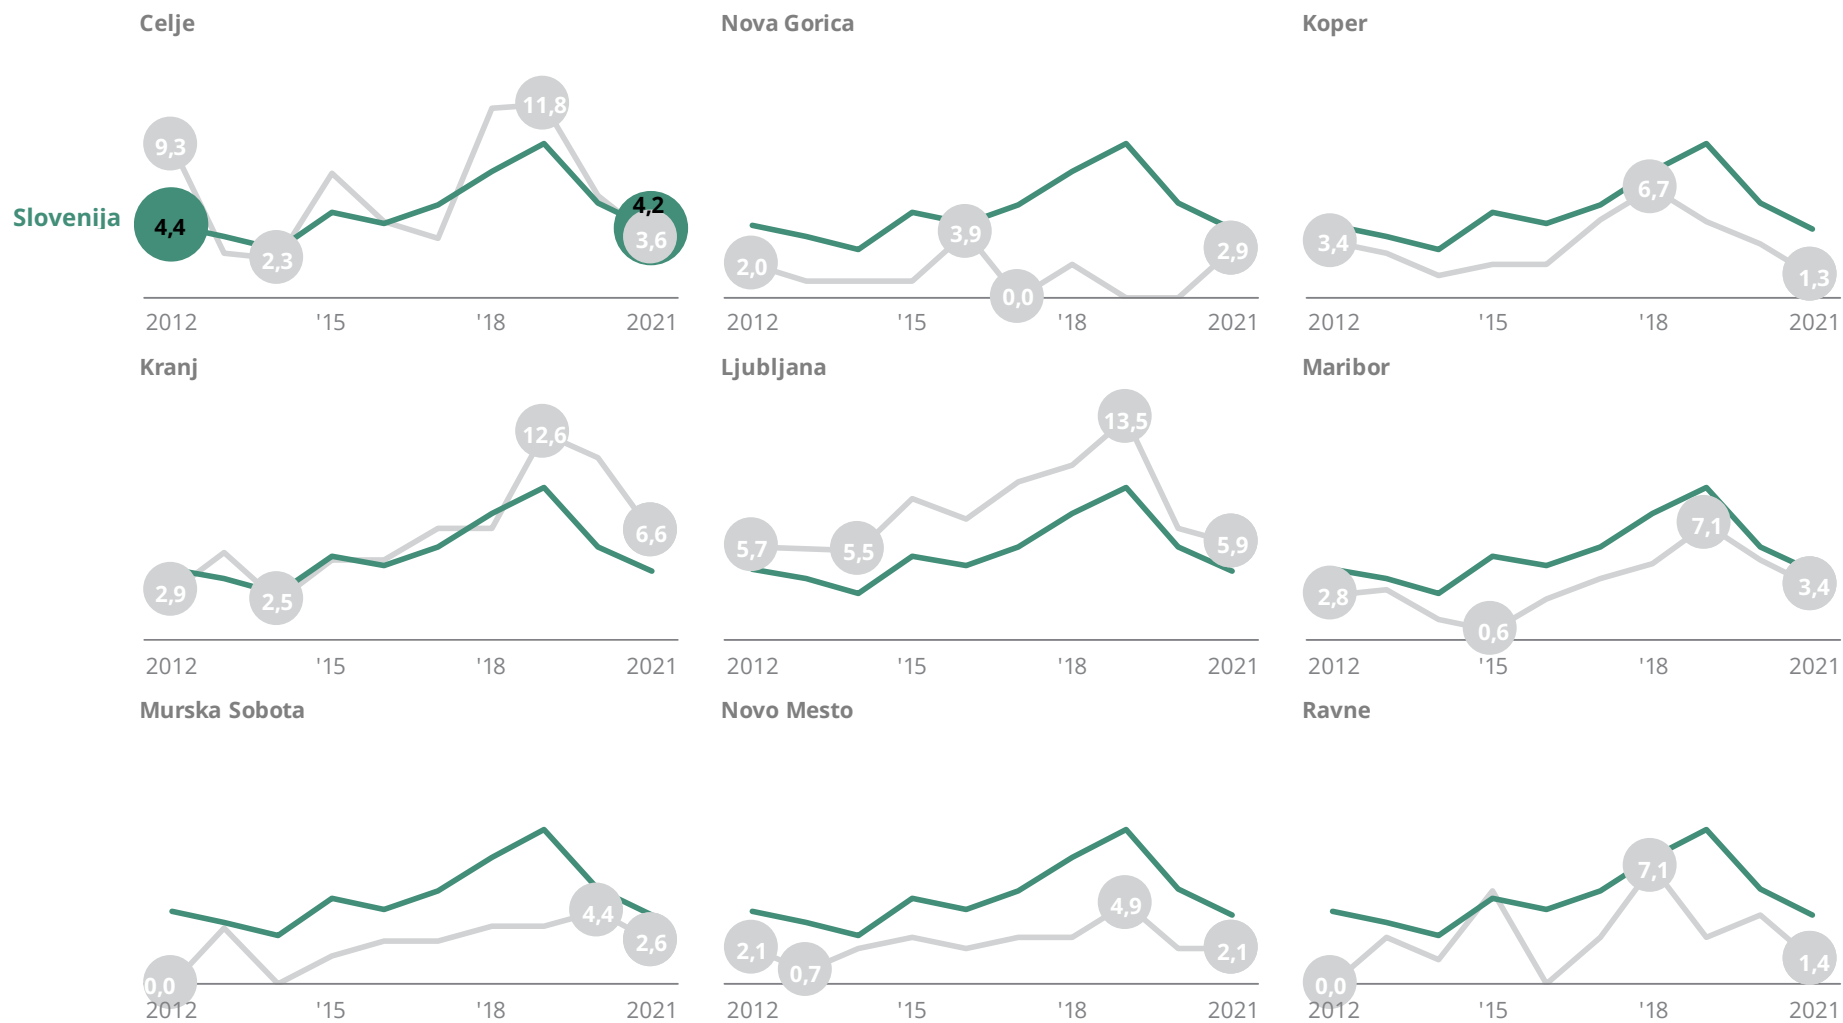 Celje
Nova Gorica
Koper
11,8
9,3
4,2
Slovenija
4,4
2,3
3,6
2,0
3,9
0,0
2,9
3,4
6,7
1,3
2012 '15 '18 2021
2012 '15 '18 2021
2012 '15 '18 2021
Kranj
Ljubljana
Maribor
2,9
2,5
12,6
6,6
5,7
5,5
13,5
5,9
2,8
0,6
7,1
3,4
2012 '15 '18 2021
2012 '15 '18 2021
2012 '15 '18 2021
Murska Sobota
Novo Mesto
Ravne
0,0
4,4
2,6
2,1
0,7
4,9
2,1
0,0
7,1
1,4
2012 '15 '18 2021
2012 '15 '18 2021
2012 '15 '18 2021